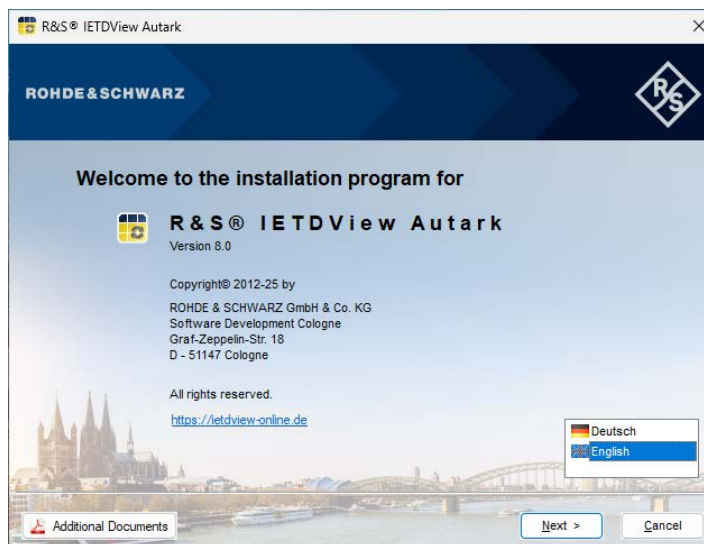 R&S® IETDView Autark
ROHDE&SCHWARZ
R&S
Welcome to the installation program for
R&S® IETDView Autark
Version 8.0
Copyright© 2012-25 by
ROHDE & SCHWARZ GmbH & Co. KG
Software Development Cologne
Graf-Zeppelin-Str. 18
D - 51147 Cologne
All rights reserved.
https://ietdview-online.de
Deutsch
English
Additional Documents
Next >
Cancel